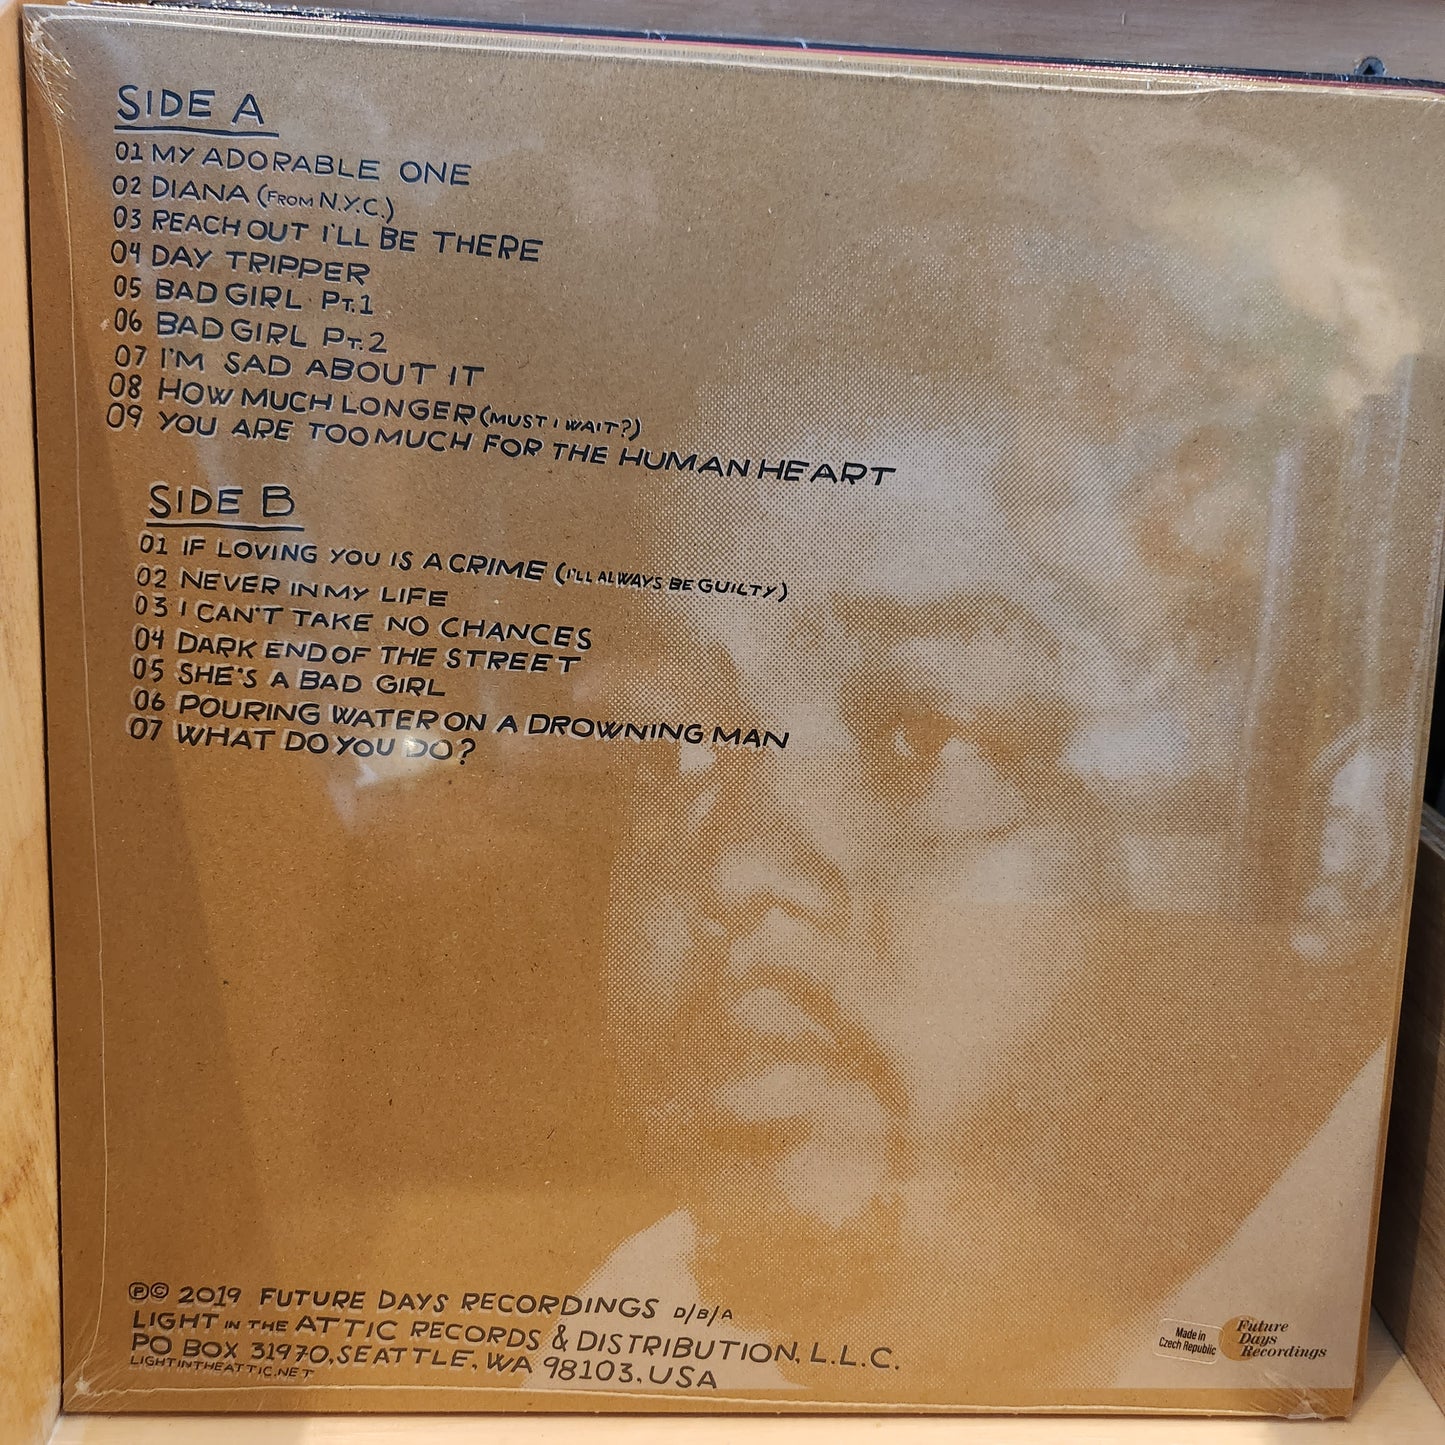 SIDE A
01 MY ADORABLE ONE
02 DIANA (FROM N.Y.C.)
03 REACH OUT I'LL BE THERE
04 DAY TRIPPER
05 BAD GIRL PT. 1
06 BAD GIRL PT. 2
07 I'M SAD ABOUT IT
08 HOW MUCH LONGER (MUST I WAIT?)
09 YOU ARE TOO MUCH FOR THE HUMAN HEART
SIDE B
01 IF LOVING YOU IS A CRIME (I'LL ALWAYS BE GUILTY)
02 NEVER IN MY LIFE
03 I CAN'T TAKE NO CHANCES
04 DARK END OF THE STREET
05 SHE'S A BAD GIRL
06 POURING WATER ON A DROWNING MAN
07 WHAT DO YOU DO?
℗© 2019 FUTURE DAYS RECORDINGS D/B/A
LIGHT IN THE ATTIC RECORDS & DISTRIBUTION, L.L.C.
PO BOX 31970, SEATTLE, WA 98103, USA
LIGHTINTHEATTIC.NET
Made in
Czech Republic
Future
Days
Recordings